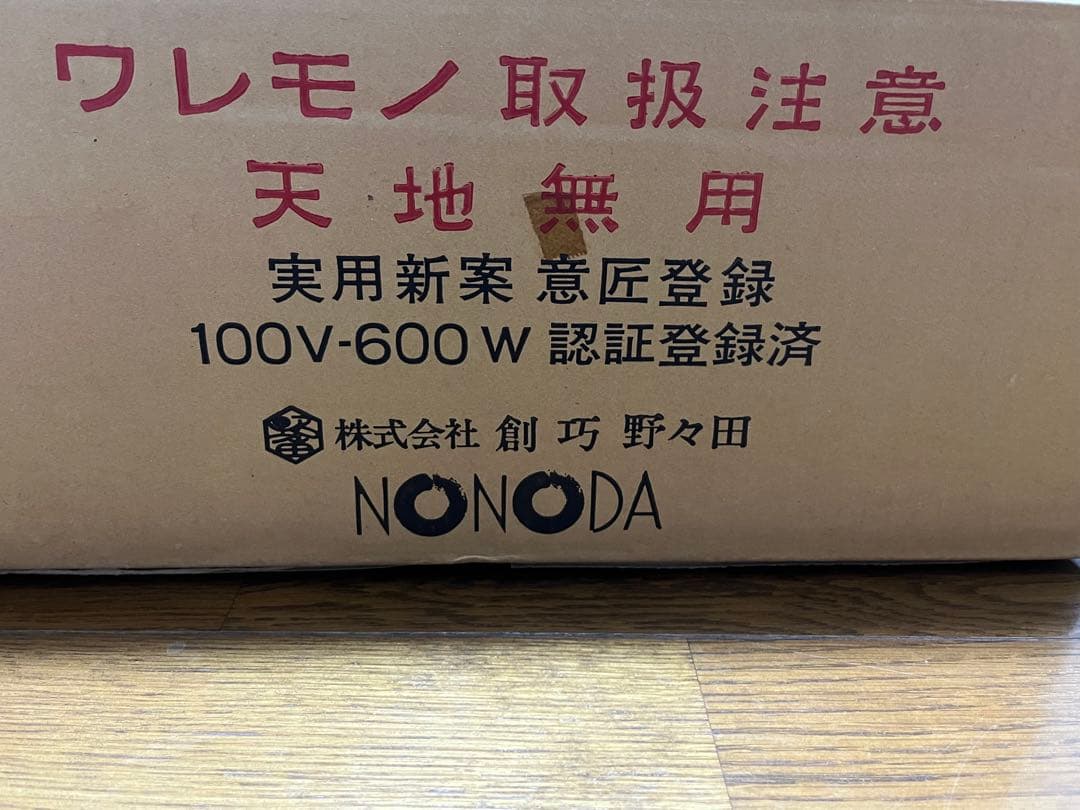 ワレモノ取扱注意
天地無用
実用新案 意匠登録
100V-600W 認証登録済
株式会社 創巧 野々田
NONODA